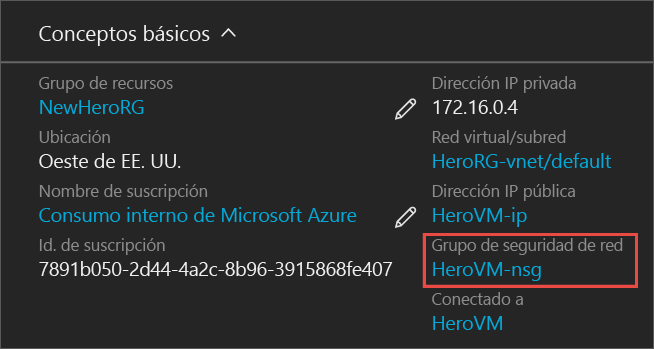 Conceptos básicos
Grupo de recursos
NewHeroRG
Ubicación
Oeste de EE. UU.
Nombre de suscripción
Consumo interno de Microsoft Azure
Id. de suscripción
7891b050-2d44-4a2c-8b96-3915868fe407
Dirección IP privada
172.16.0.4
Red virtual/subred
HeroRG-vnet/default
Dirección IP pública
HeroVM-ip
Grupo de seguridad de red
HeroVM-nsg
Conectado a
HeroVM